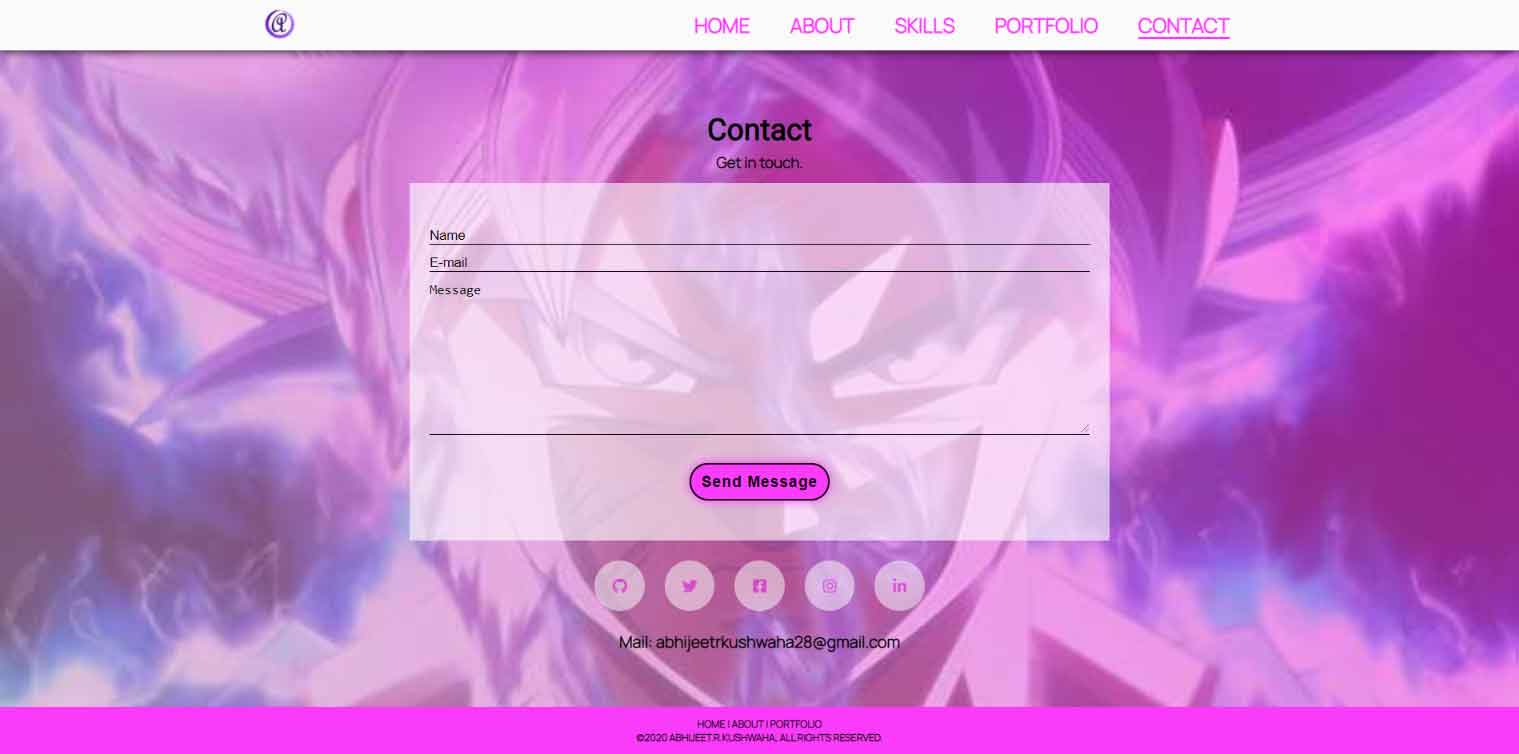 HOME ABOUT SKILLS PORTFOLIO CONTACT
Contact
Get in touch.
Name
E-mail
Message
Send Message
Mail: abhijeetrkushwaha28@gmail.com
HOME | ABOUT | PORTFOLIO
©2020 ABHIJEET.R.KUSHWAHA, ALL RIGHTS RESERVED.